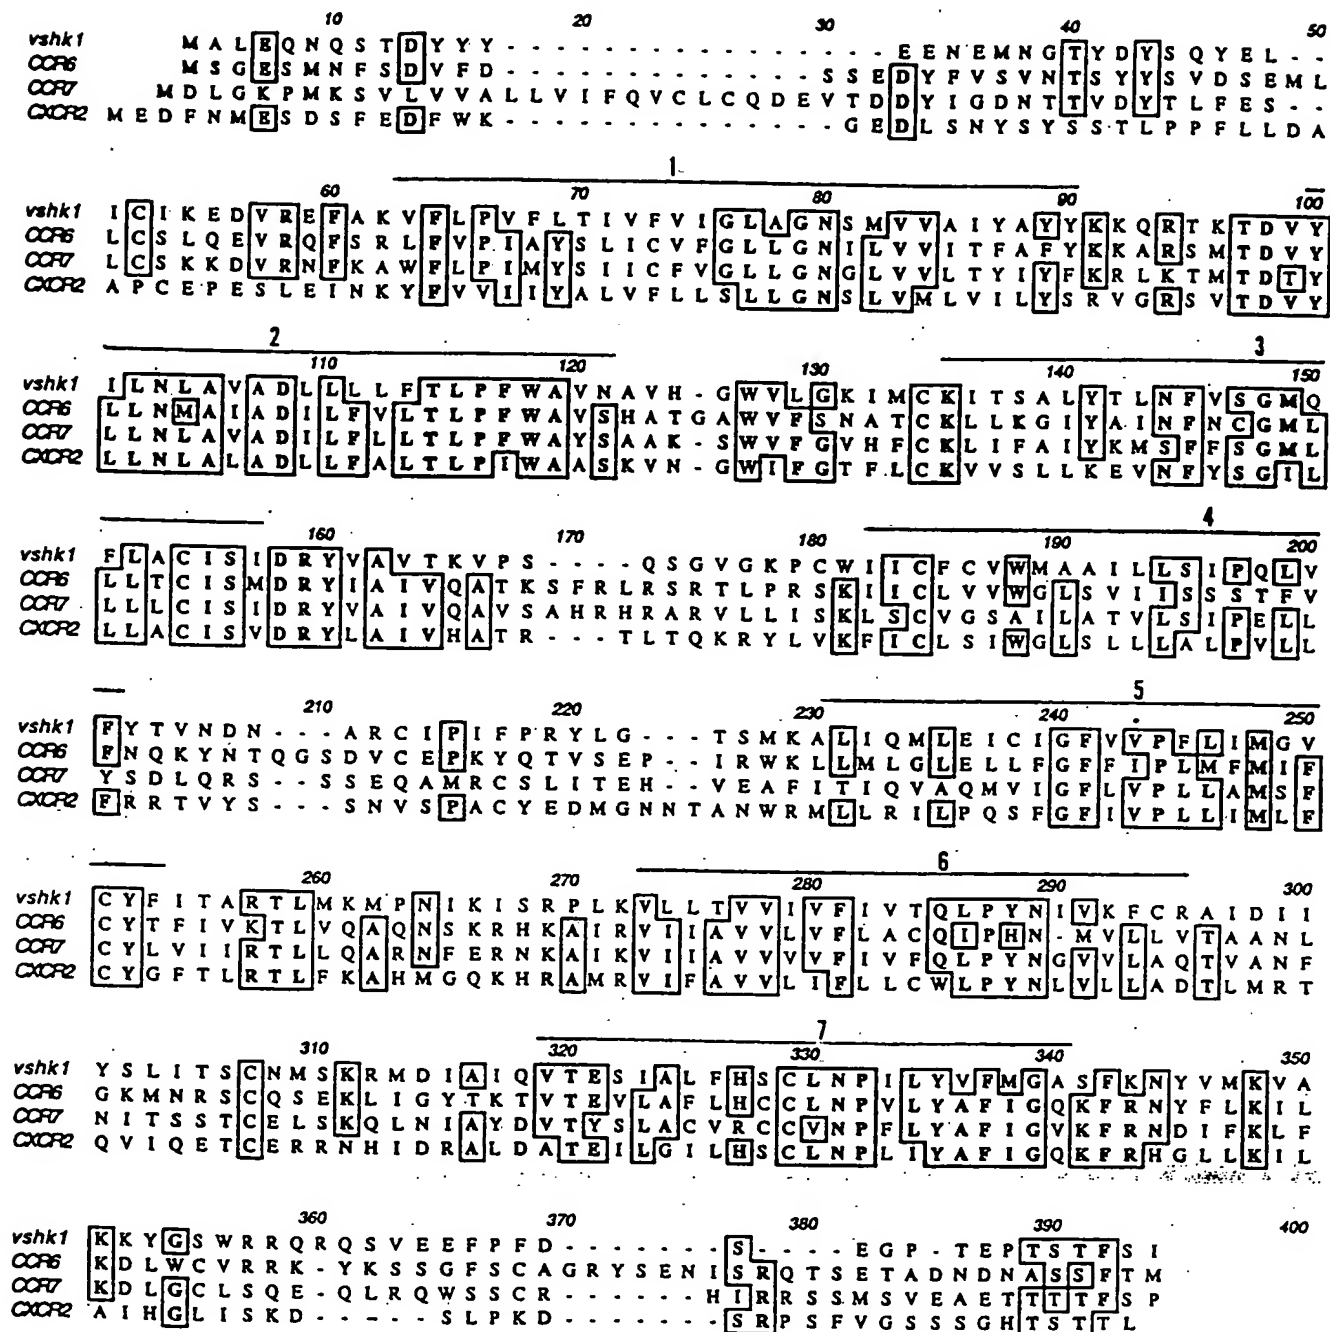 10 20 30 40 50
vshk1 M A L E Q N Q S T D Y Y Y - - - - - - - - - - - - - - - - E E N E M N G T Y D Y S Q Y E L - -
CCR6 M S G E S M N F S D V F D - - - - - - - - - - - - - S S E D Y F V S V N T S Y Y S V D S E M L
CCR7 M D L G K P M K S V L V V A L L V I F Q V C L C Q D E V T D D Y I G D N T T V D Y T L F E S - -
CXCR2 M E D F N M E S D S F E D F W K - - - - - - - - - - - - - - G E D L S N Y S Y S S T L P P F L L D A
1
60 70 80 90 100
vshk1 I C I K E D V R E F A K V F L P V F L T I V F V I G L A G N S M V V A I Y A Y Y K K Q R T K T D V Y
CCR6 L C S L Q E V R Q F S R L F V P I A Y S L I C V F G L L G N I L V V I T F A F Y K K A R S M T D V Y
CCR7 L C S K K D V R N F K A W F L P I M Y S I I C F V G L L G N G L V V L T Y I Y F K R L K T M T D T Y
CXCR2 A P C E P E S L E I N K Y F V V I I Y A L V F L L S L L G N S L V M L V I L Y S R V G R S V T D V Y
2 3
110 120 130 140 150
vshk1 I L N L A V A D L L L L F T L P F W A V N A V H - G W V L G K I M C K I T S A L Y T L N F V S G M Q
CCR6 L L N M A I A D I L F V L T L P F W A V S H A T G A W V F S N A T C K L L K G I Y A I N F N C G M L
CCR7 L L N L A V A D I L F L L T L P F W A Y S A A K - S W V F G V H F C K L I F A I Y K M S F F S G M L
CXCR2 L L N L A L A D L L F A L T L P I W A A S K V N - G W I F G T F L C K V V S L L K E V N F Y S G I L
4
160 170 180 190 200
vshk1 F L A C I S I D R Y V A V T K V P S - - - - Q S G V G K P C W I I C F C V W M A A I L L S I P Q L V
CCR6 L L T C I S M D R Y I A I V Q A T K S F R L R S R T L P R S K I I C L V V W G L S V I I S S S T F V
CCR7 L L L C I S I D R Y V A I V Q A V S A H R H R A R V L L I S K L S C V G S A I L A T V L S I P E L L
CXCR2 L L A C I S V D R Y L A I V H A T R - - - T L T Q K R Y L V K F I C L S I W G L S L L L A L P V L L
5
210 220 230 240 250
vshk1 F Y T V N D N - - - A R C I P I F P R Y L G - - - T S M K A L I Q M L E I C I G F V V P F L I M G V
CCR6 F N Q K Y N T Q G S D V C E P K Y Q T V S E P - - I R W K L L M L G L E L L F G F F I P L M F M I F
CCR7 Y S D L Q R S - - - S S E Q A M R C S L I T E H - - V E A F I T I Q V A Q M V I G F L V P L L A M S F
CXCR2 F R R T V Y S - - - S N V S P A C Y E D M G N N T A N W R M L L R I L P Q S F G F I V P L L I M L F
6
260 270 280 290 300
vshk1 C Y F I T A R T L M K M P N I K I S R P L K V L L T V V I V F I V T Q L P Y N I V K F C R A I D I I
CCR6 C Y T F I V K T L V Q A Q N S K R H K A I R V I I A V V L V F L A C Q I P H N - M V L L V T A A N L
CCR7 C Y L V I I R T L L Q A R N F E R N K A I K V I I A V V V V F I V F Q L P Y N G V V L A Q T V A N F
CXCR2 C Y G F T L R T L F K A H M G Q K H R A M R V I F A V V L I F L L C W L P Y N L V L L A D T L M R T
7
310 320 330 340 350
vshk1 Y S L I T S C N M S K R M D I A I Q V T E S I A L F H S C L N P I L Y V F M G A S F K N Y V M K V A
CCR6 G K M N R S C Q S E K L I G Y T K T V T E V L A F L H C C L N P V L Y A F I G Q K F R N Y F L K I L
CCR7 N I T S S T C E L S K Q L N I A Y D V T Y S L A C V R C C V N P F L Y A F I G V K F R N D I F K L F
CXCR2 Q V I Q E T C E R R N H I D R A L D A T E I L G I L H S C L N P L I Y A F I G Q K F R H G L L K I L
360 370 380 390 400
vshk1 K K Y G S W R R Q R Q S V E E F P F D - - - - - - - S - - - - E G P - T E P T S T F S I
CCR6 K D L W C V R R K - Y K S S G F S C A G R Y S E N I S R Q T S E T A D N D N A S S F T M
CCR7 K D L G C L S Q E - Q L R Q W S S C R - - - - - - H I R R S S M S V E A E T T T T F S P
CXCR2 A I H G L I S K D - - - - - S L P K D - - - - - - - S R P S F V G S S S G H T S T T L